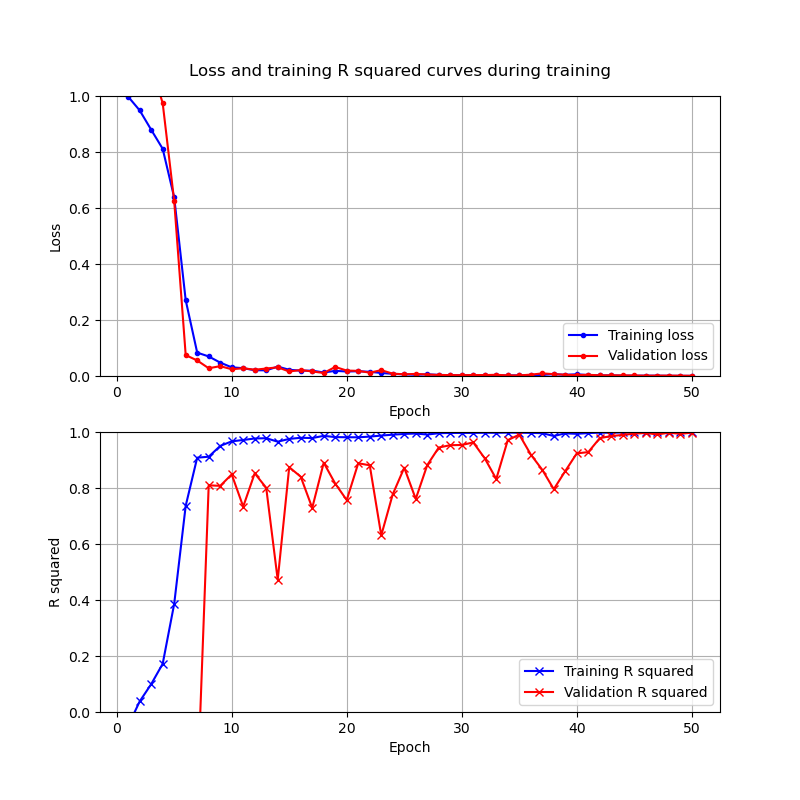 Loss and training R squared curves during training
1.0
0.8
0.6
0.4
0.2
0.0
Loss
Training loss
Validation loss
0 10 20 30 40 50
Epoch
1.0
0.8
0.6
0.4
0.2
0.0
R squared
Training R squared
Validation R squared
0 10 20 30 40 50
Epoch